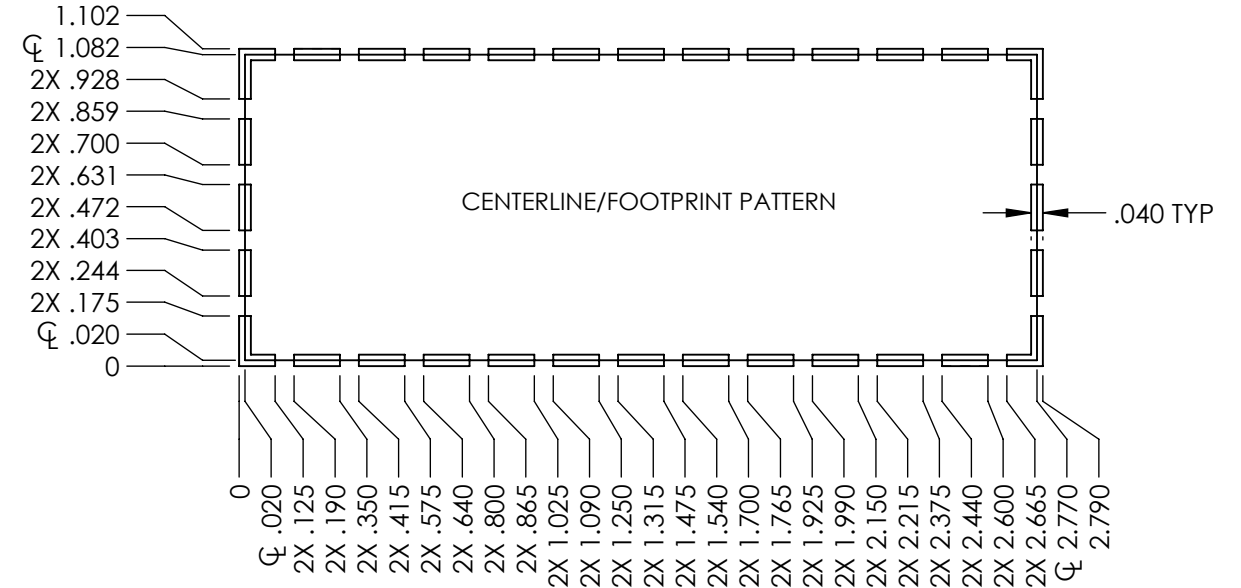 1.102
℄ 1.082
2X .928
2X .859
2X .700
2X .631
2X .472
2X .403
2X .244
2X .175
℄ .020
0
CENTERLINE/FOOTPRINT PATTERN
.040 TYP
0
℄ .020
2X .125
2X .190
2X .350
2X .415
2X .575
2X .640
2X .800
2X .865
2X 1.025
2X 1.090
2X 1.250
2X 1.315
2X 1.475
2X 1.540
2X 1.700
2X 1.765
2X 1.925
2X 1.990
2X 2.150
2X 2.215
2X 2.375
2X 2.440
2X 2.600
2X 2.665
℄ 2.770
2.790